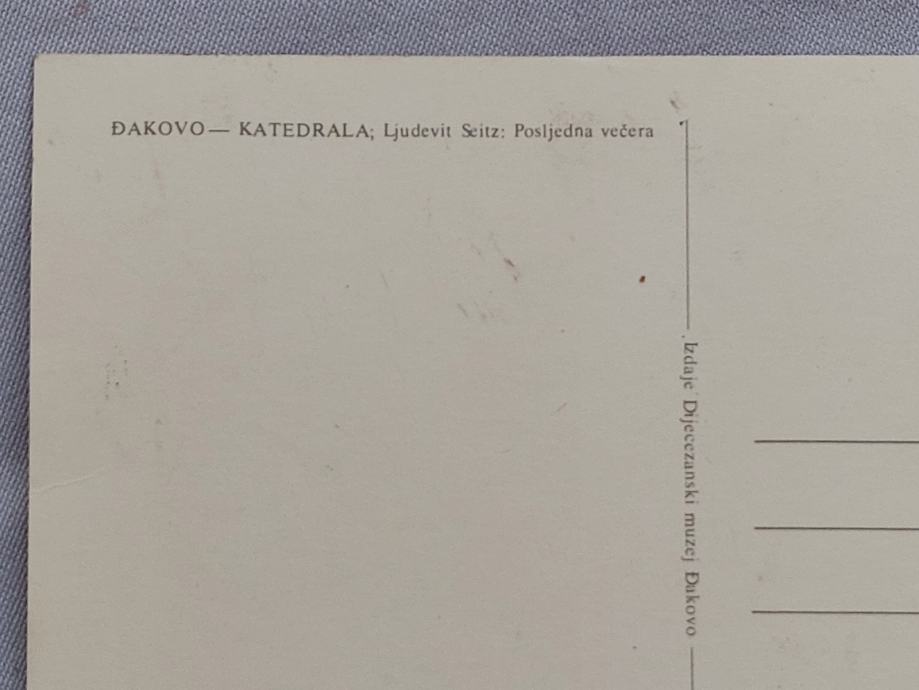 ĐAKOVO — KATEDRALA; Ljudevit Seitz: Posljedna večera
Izdaje Dijecezanski muzej Đakovo